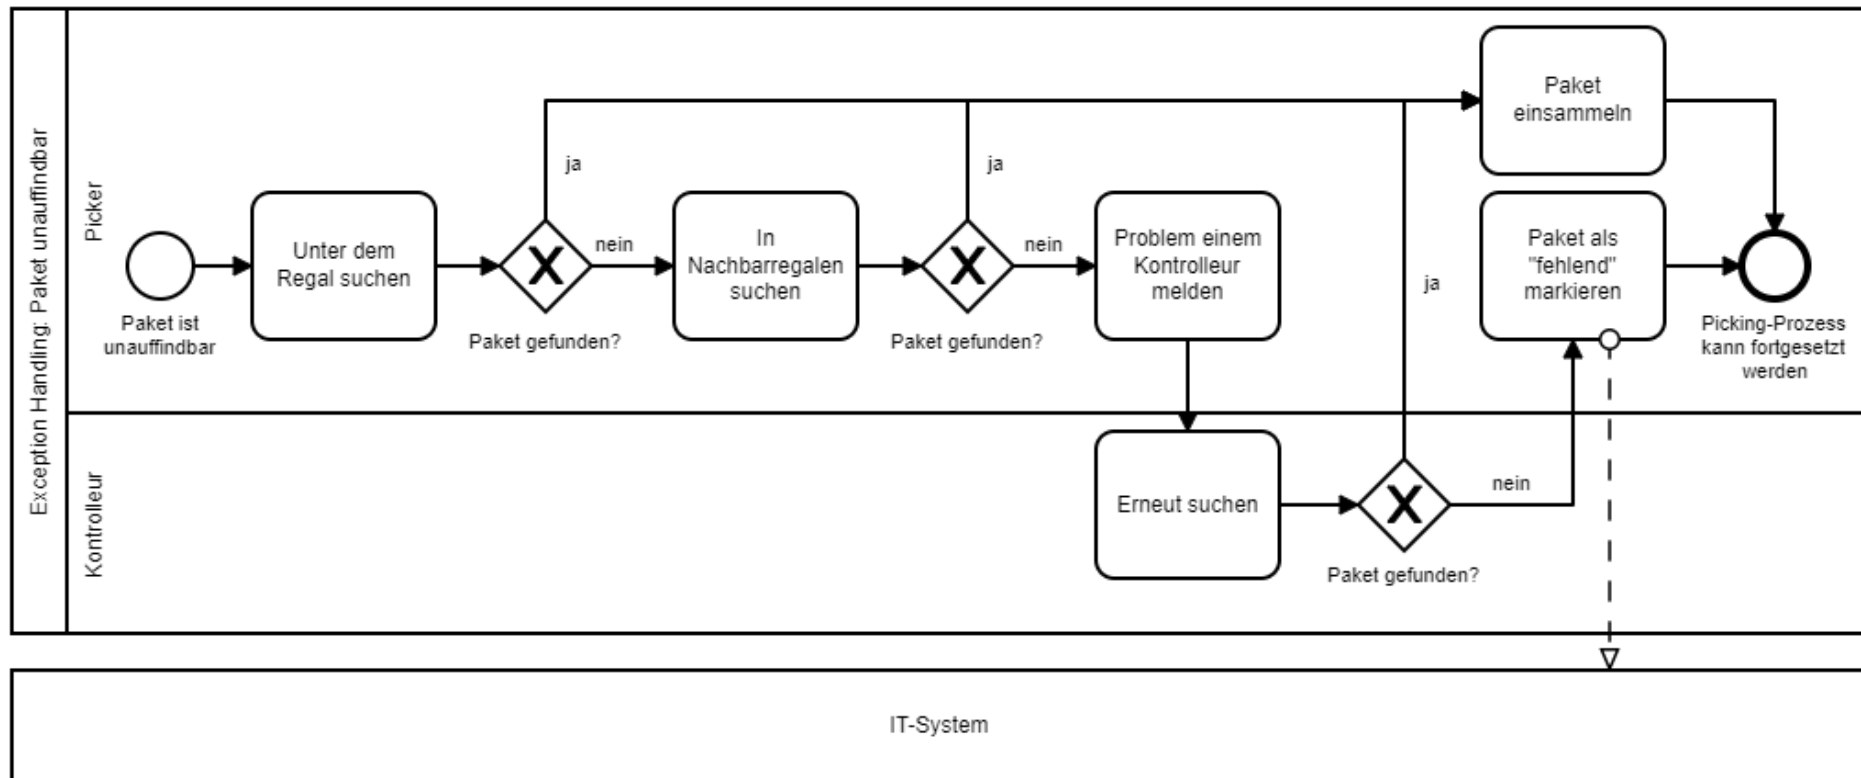 Exception Handling: Paket unauffindbar
Picker
Paket ist
unauffindbar
Unter dem
Regal suchen
Paket gefunden?
ja
nein
In
Nachbarregalen
suchen
Paket gefunden?
ja
nein
Problem einem
Kontrolleur
melden
ja
Paket
einsammeln
Paket als
"fehlend"
markieren
Picking-Prozess
kann fortgesetzt
werden
Kontrolleur
Erneut suchen
Paket gefunden?
nein
IT-System